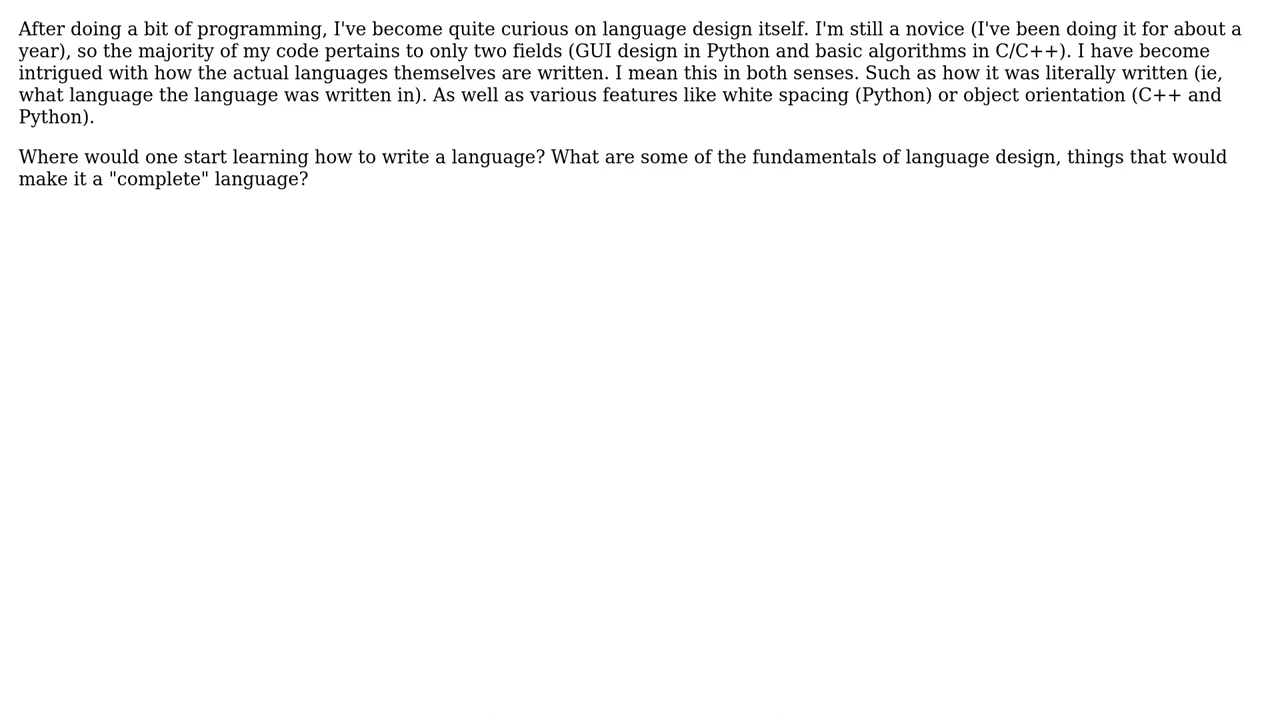 After doing a bit of programming, I've become quite curious on language design itself. I'm still a novice (I've been doing it for about a
year), so the majority of my code pertains to only two fields (GUI design in Python and basic algorithms in C/C++). I have become
intrigued with how the actual languages themselves are written. I mean this in both senses. Such as how it was literally written (ie,
what language the language was written in). As well as various features like white spacing (Python) or object orientation (C++ and
Python).
Where would one start learning how to write a language? What are some of the fundamentals of language design, things that would
make it a "complete" language?